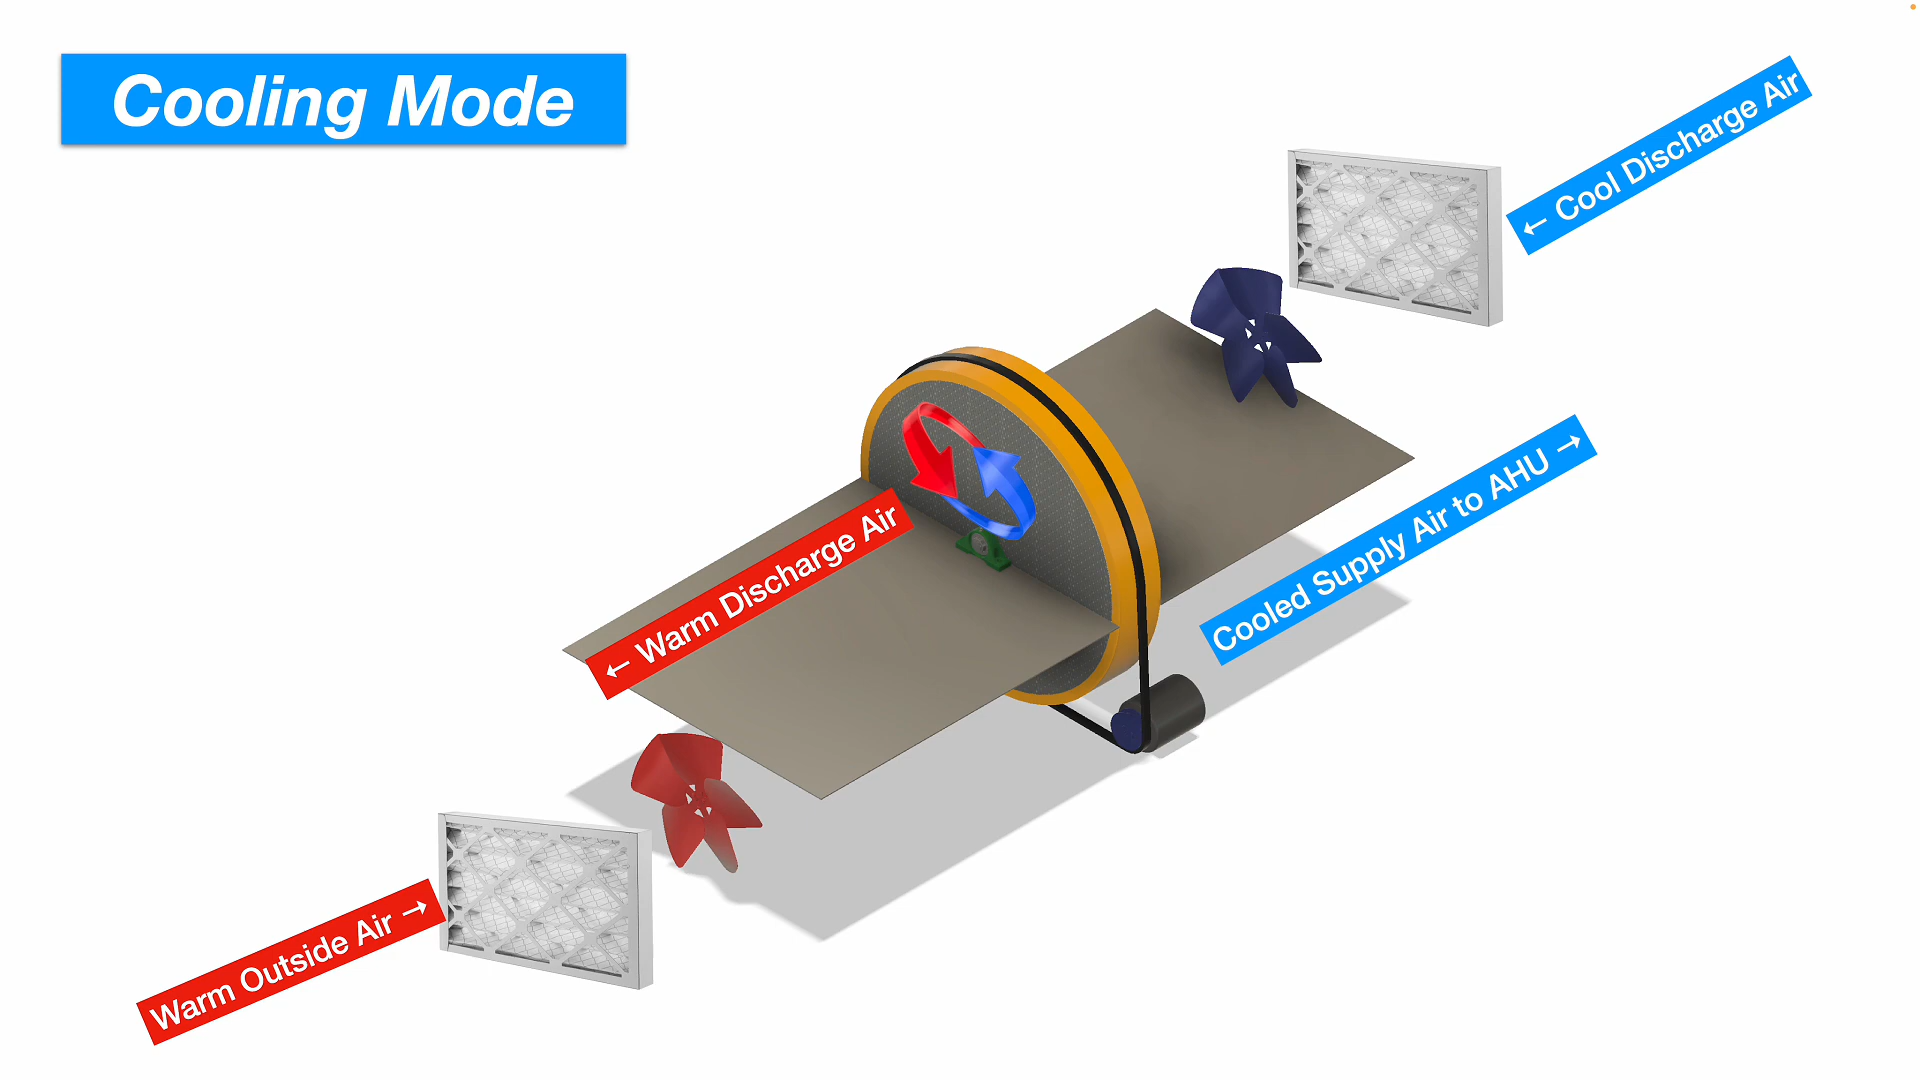 Cooling Mode
← Cool Discharge Air
Cooled Supply Air to AHU →
← Warm Discharge Air
Warm Outside Air →